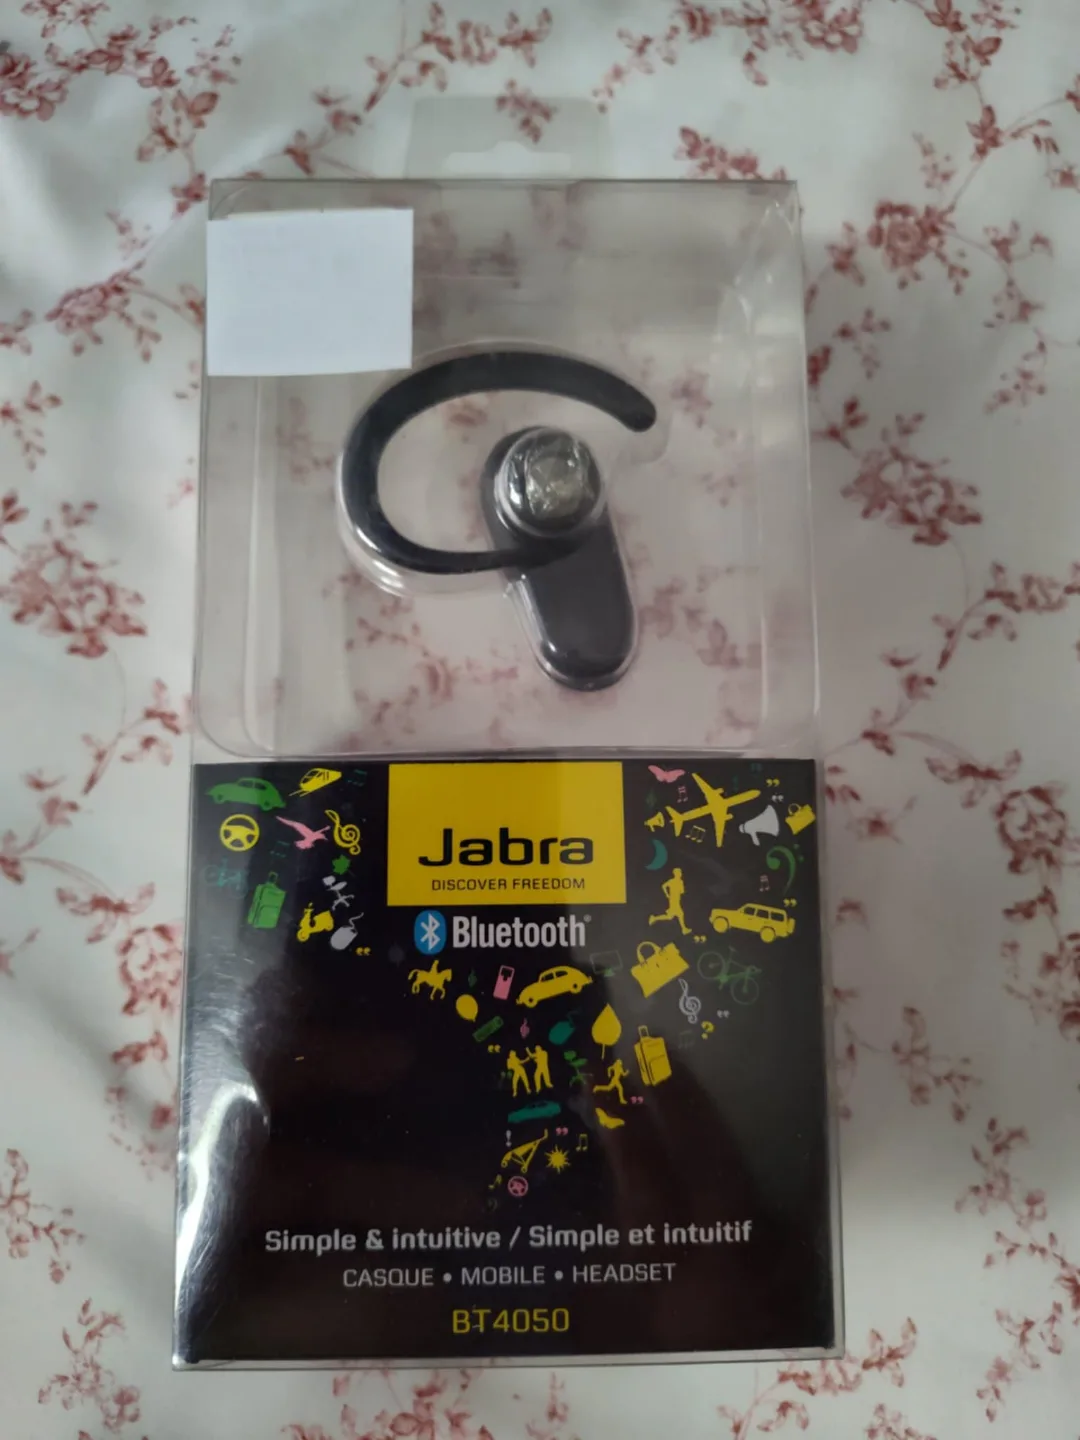 Jabra
DISCOVER FREEDOM
Bluetooth®
Simple & intuitive / Simple et intuitif
CASQUE • MOBILE • HEADSET
BT4050